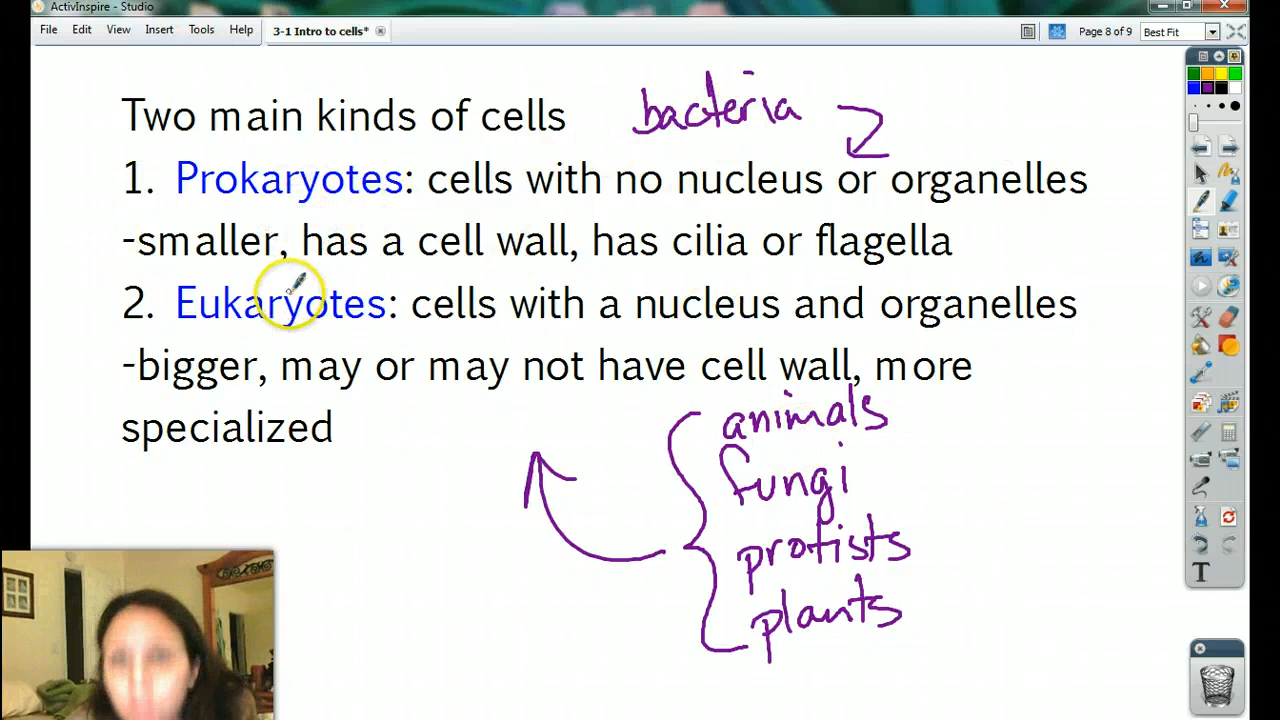 ActivInspire - Studio
File Edit View Insert Tools Help 3-1 Intro to cells* Page 8 of 9 Best Fit
Two main kinds of cells bacteria
1. Prokaryotes: cells with no nucleus or organelles
-smaller, has a cell wall, has cilia or flagella
2. Eukaryotes: cells with a nucleus and organelles
-bigger, may or may not have cell wall, more
specialized
animals
fungi
protists
plants
T